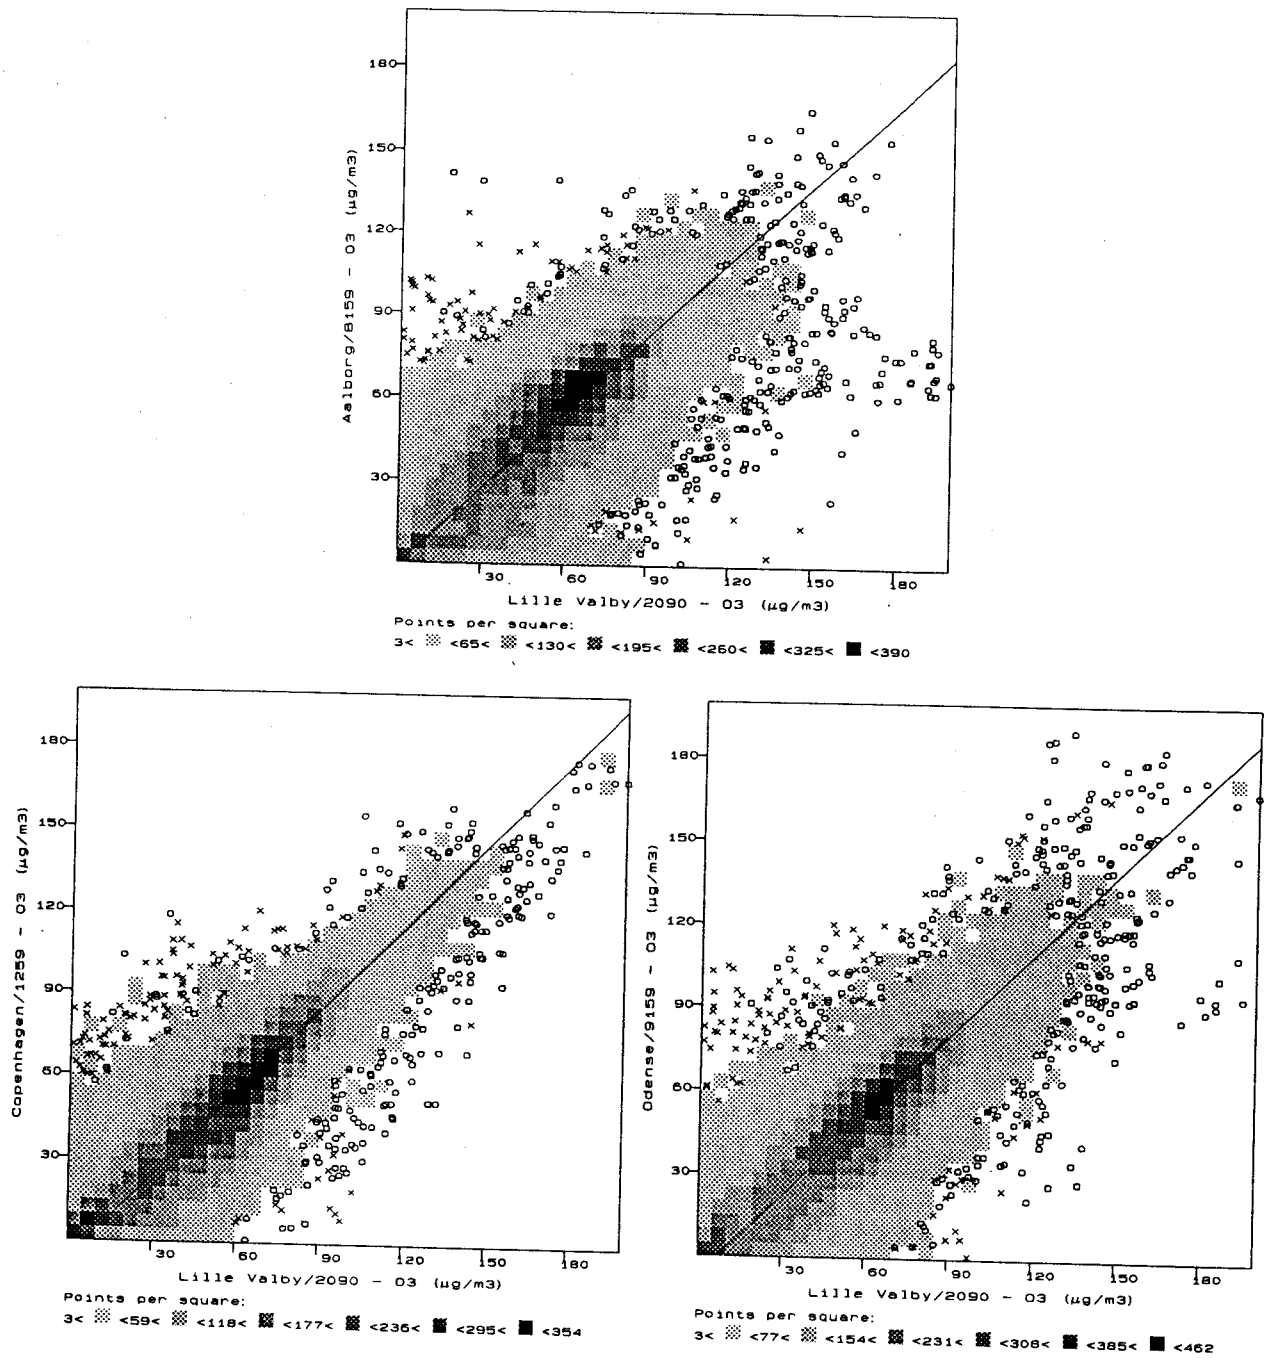 180
150
120
90
60
30
Aalborg/8159 - O3 (µg/m3)
30 60 90 120 150 180
Lille Valby/2090 - O3 (µg/m3)
Points per square:
3< <65< <130< <195< <260< <325< <390
180
150
120
90
60
30
Copenhagen/1259 - O3 (µg/m3)
30 60 90 120 150 180
Lille Valby/2090 - O3 (µg/m3)
Points per square:
3< <59< <118< <177< <236< <295< <354
180
150
120
90
60
30
Odense/9159 - O3 (µg/m3)
30 60 90 120 150 180
Lille Valby/2090 - O3 (µg/m3)
Points per square:
3< <77< <154< <231< <308< <385< <462